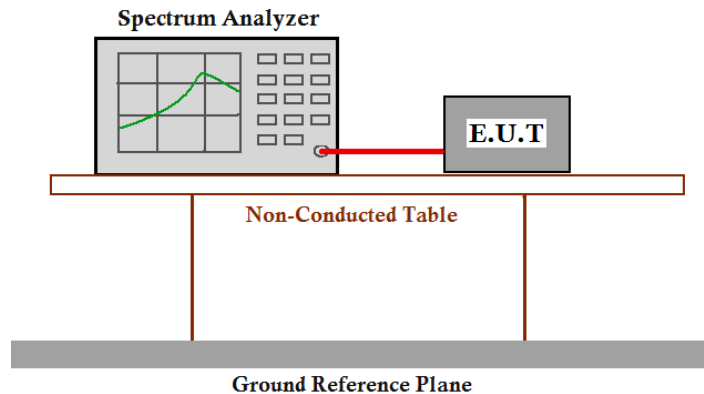 Spectrum Analyzer
E.U.T
Non-Conducted Table
Ground Reference Plane